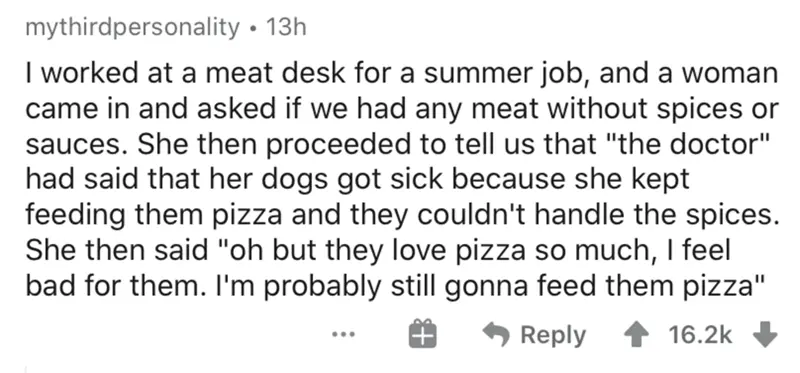 mythirdpersonality • 13h
I worked at a meat desk for a summer job, and a woman
came in and asked if we had any meat without spices or
sauces. She then proceeded to tell us that "the doctor"
had said that her dogs got sick because she kept
feeding them pizza and they couldn't handle the spices.
She then said "oh but they love pizza so much, I feel
bad for them. I'm probably still gonna feed them pizza"
... Reply 16.2k